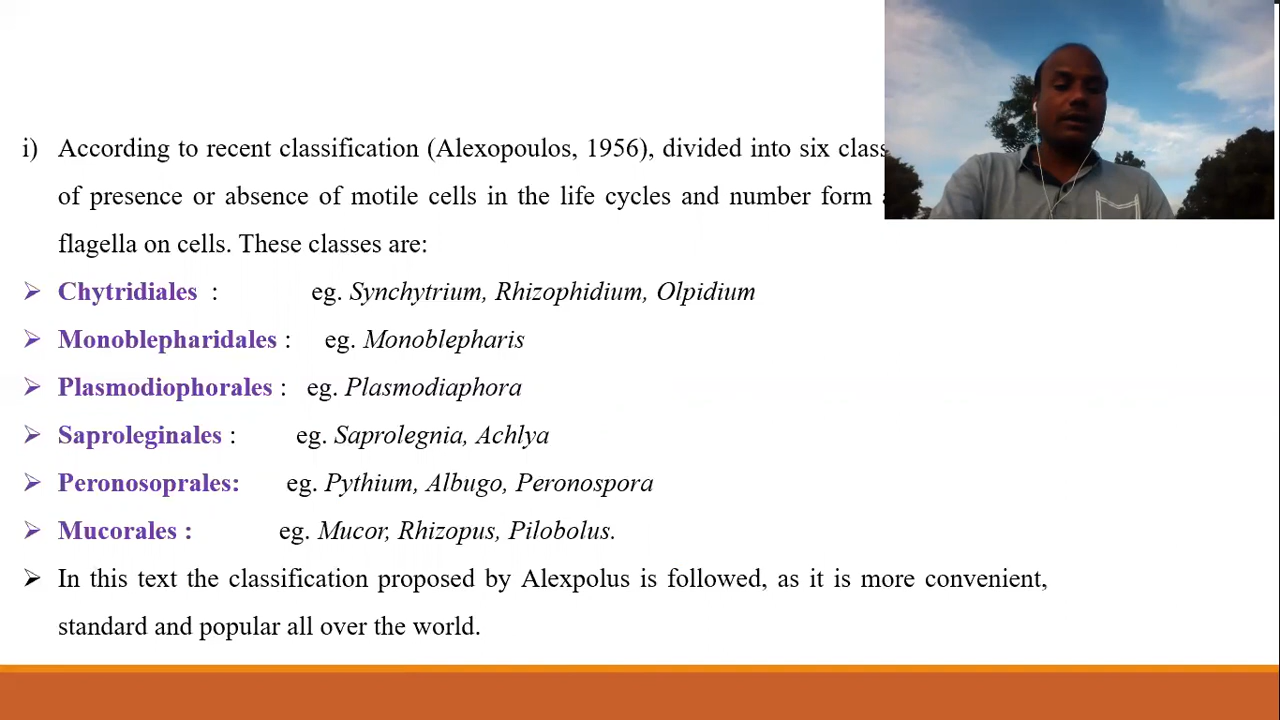 i) According to recent classification (Alexopoulos, 1956), divided into six
of presence or absence of motile cells in the life cycles and number form
flagella on cells. These classes are:
➢ Chytridiales : eg. Synchytrium, Rhizophidium, Olpidium
➢ Monoblepharidales : eg. Monoblepharis
➢ Plasmodiophorales : eg. Plasmodiaphora
➢ Saproleginales : eg. Saprolegnia, Achlya
➢ Peronosoprales: eg. Pythium, Albugo, Peronospora
➢ Mucorales : eg. Mucor, Rhizopus, Pilobolus.
➢ In this text the classification proposed by Alexpolus is followed, as it is more convenient,
standard and popular all over the world.